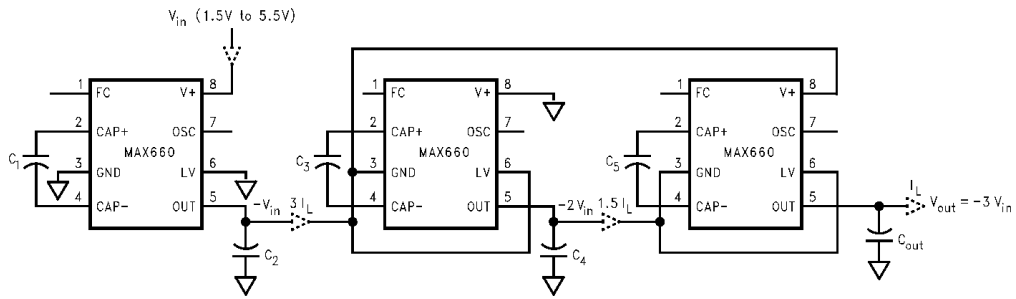 V_in (1.5V to 5.5V)
1 FC V+ 8
2 CAP+ OSC 7
MAX660
3 GND LV 6
4 CAP- OUT 5
C_1
-V_in 3 I_L
C_2
1 FC V+ 8
2 CAP+ OSC 7
MAX660
3 GND LV 6
4 CAP- OUT 5
C_3
-2 V_in 1.5 I_L
C_4
1 FC V+ 8
2 CAP+ OSC 7
MAX660
3 GND LV 6
4 CAP- OUT 5
C_5
I_L
V_out = -3 V_in
C_out